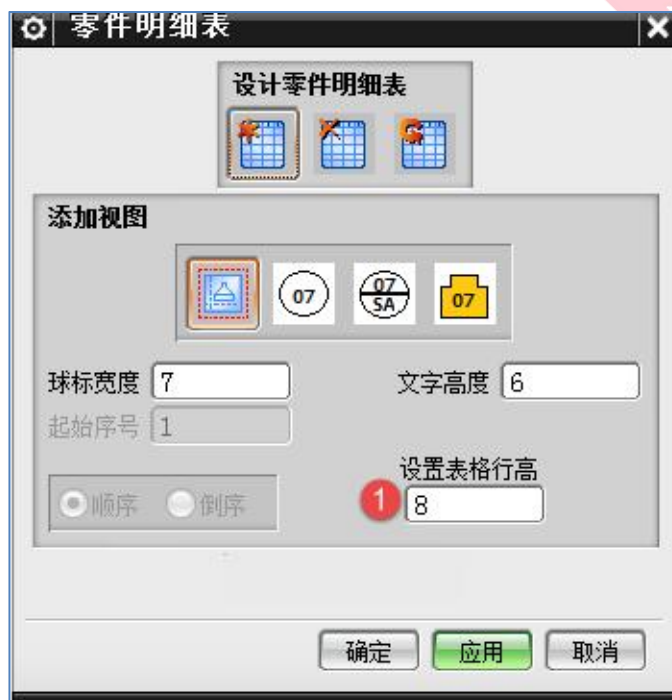 零件明细表
设计零件明细表
添加视图
07 07 SA 07
球标宽度 7 文字高度 6
起始序号 1
设置表格行高
顺序 倒序 1 8
确定 应用 取消